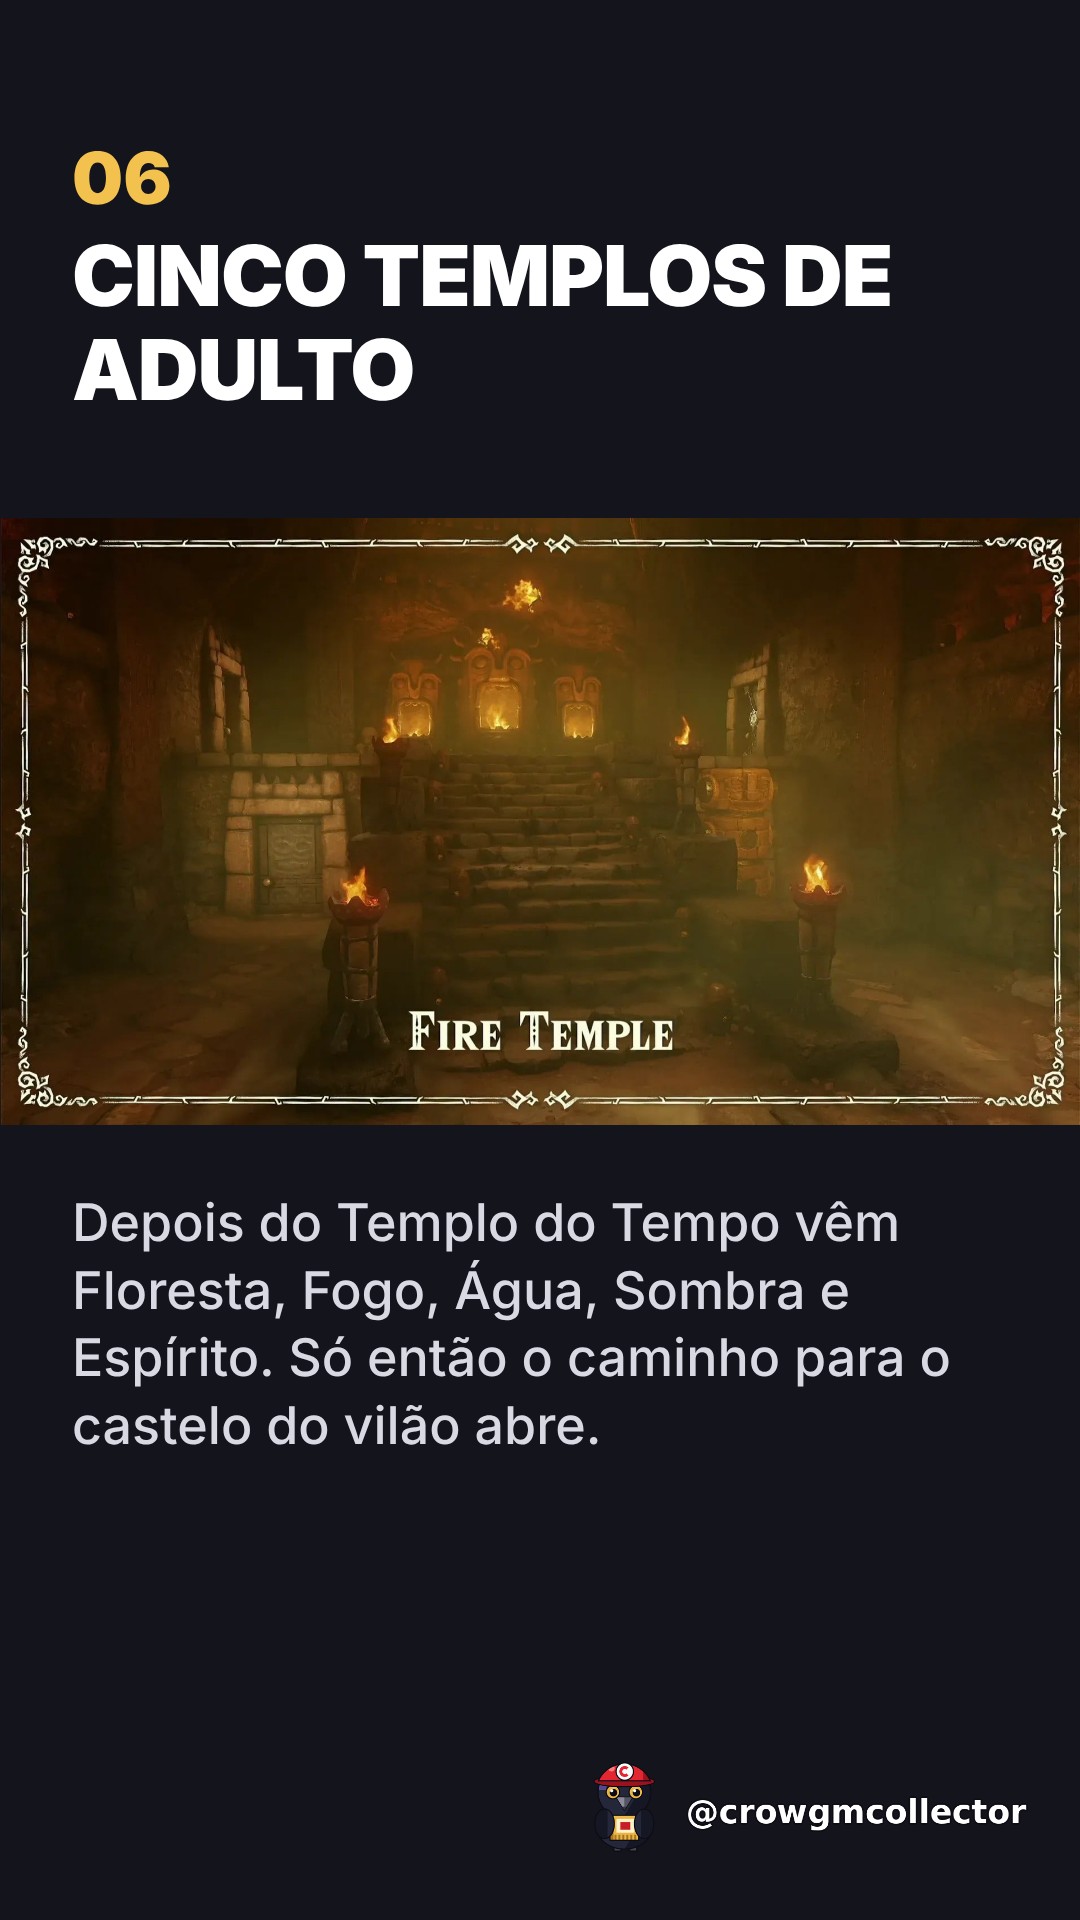 06
CINCO TEMPLOS DE
ADULTO
FIRE TEMPLE
Depois do Templo do Tempo vêm
Floresta, Fogo, Água, Sombra e
Espírito. Só então o caminho para o
castelo do vilão abre.
C
@crowgmcollector